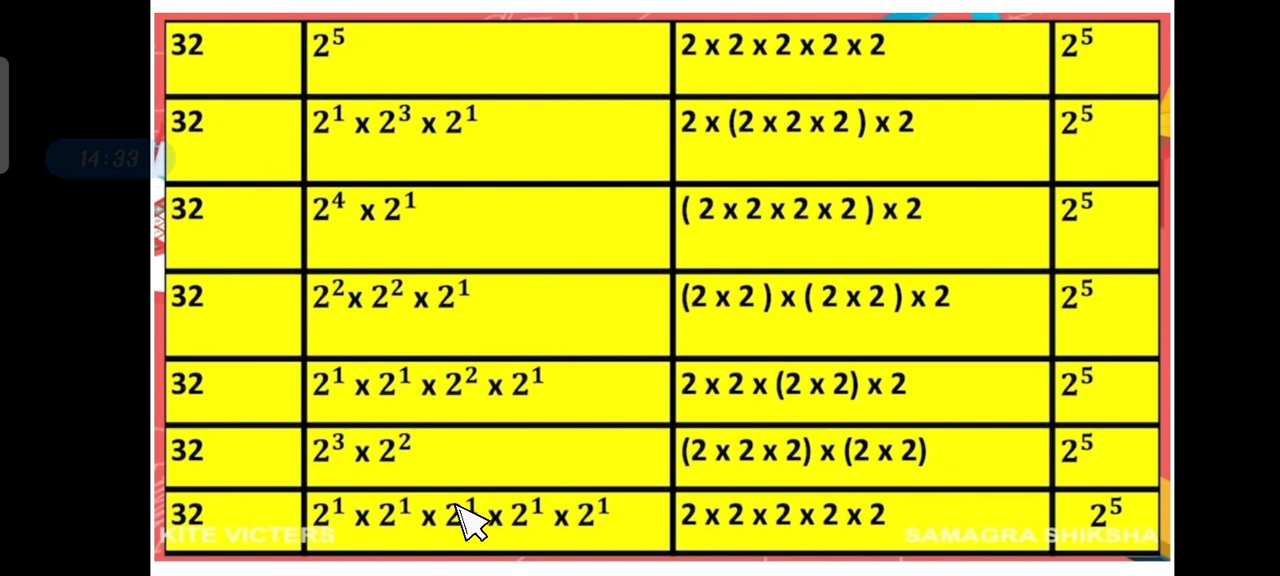 32 2⁵ 2 x 2 x 2 x 2 x 2 2⁵
32 2¹ x 2³ x 2¹ 2 x (2 x 2 x 2 ) x 2 2⁵
14:33
32 2⁴ x 2¹ ( 2 x 2 x 2 x 2 ) x 2 2⁵
32 2²x 2² x 2¹ (2 x 2 ) x ( 2 x 2 ) x 2 2⁵
32 2¹ x 2¹ x 2² x 2¹ 2 x 2 x (2 x 2) x 2 2⁵
32 2³ x 2² (2 x 2 x 2) x (2 x 2) 2⁵
32 2¹ x 2¹ x 2¹ x 2¹ x 2¹ 2 x 2 x 2 x 2 x 2 2⁵
KITE VICTERS SAMAGRA SHIKSHA